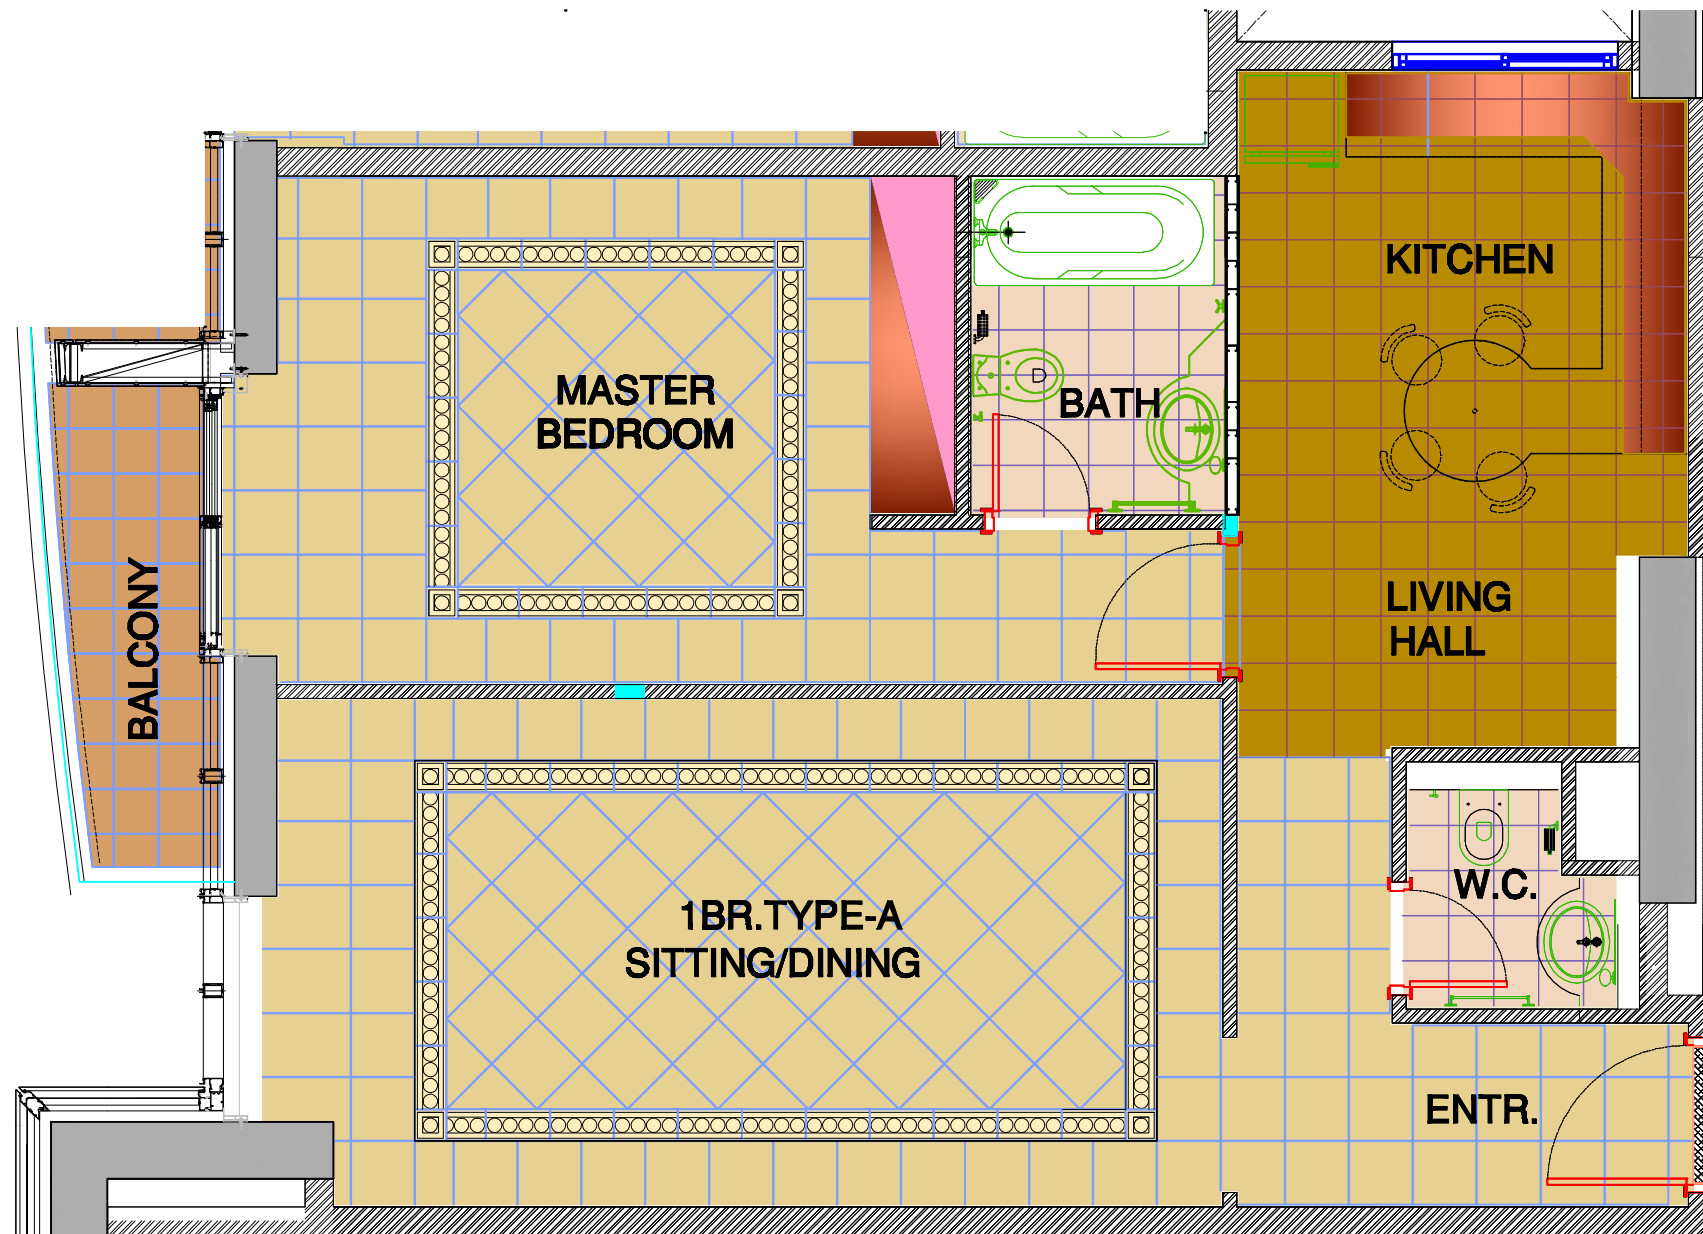 KITCHEN
MASTER
BEDROOM
BATH
BALCONY
LIVING
HALL
W.C.
1BR.TYPE-A
SITTING/DINING
ENTR.